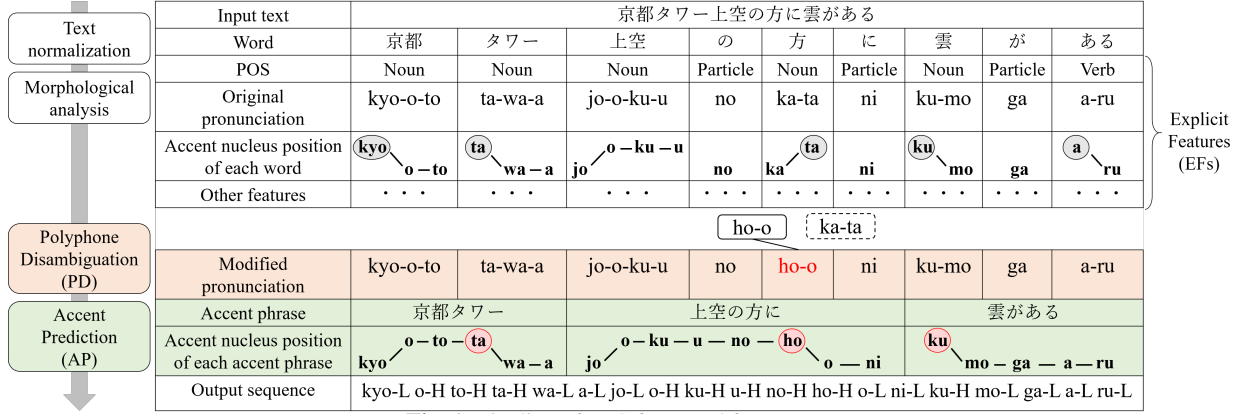 Text
normalization
Morphological
analysis
Polyphone
Disambiguation
(PD)
Accent
Prediction
(AP)
Input text 京都タワー上空の方に雲がある
Word 京都 タワー 上空 の 方 に 雲 が ある
POS Noun Noun Noun Particle Noun Particle Noun Particle Verb
Original
pronunciation
kyo-o-to ta-wa-a jo-o-ku-u no ka-ta ni ku-mo ga a-ru
Accent nucleus position
of each word
kyo o – to ta wa – a jo o – ku – u no ka ta ni ku mo ga a ru
Other features · · · · · · · · · · · · · · · · · · · · · · · · · · ·
Explicit
Features
(EFs)
ho-o ka-ta
Modified
pronunciation
kyo-o-to ta-wa-a jo-o-ku-u no ho-o ni ku-mo ga a-ru
Accent phrase 京都タワー 上空の方に 雲がある
Accent nucleus position
of each accent phrase
kyo o – to – ta wa – a jo o – ku – u – no – ho o – ni ku mo – ga – a – ru
Output sequence kyo-L o-H to-H ta-H wa-L a-L jo-L o-H ku-H u-H no-H ho-H o-L ni-L ku-H mo-L ga-L a-L ru-L